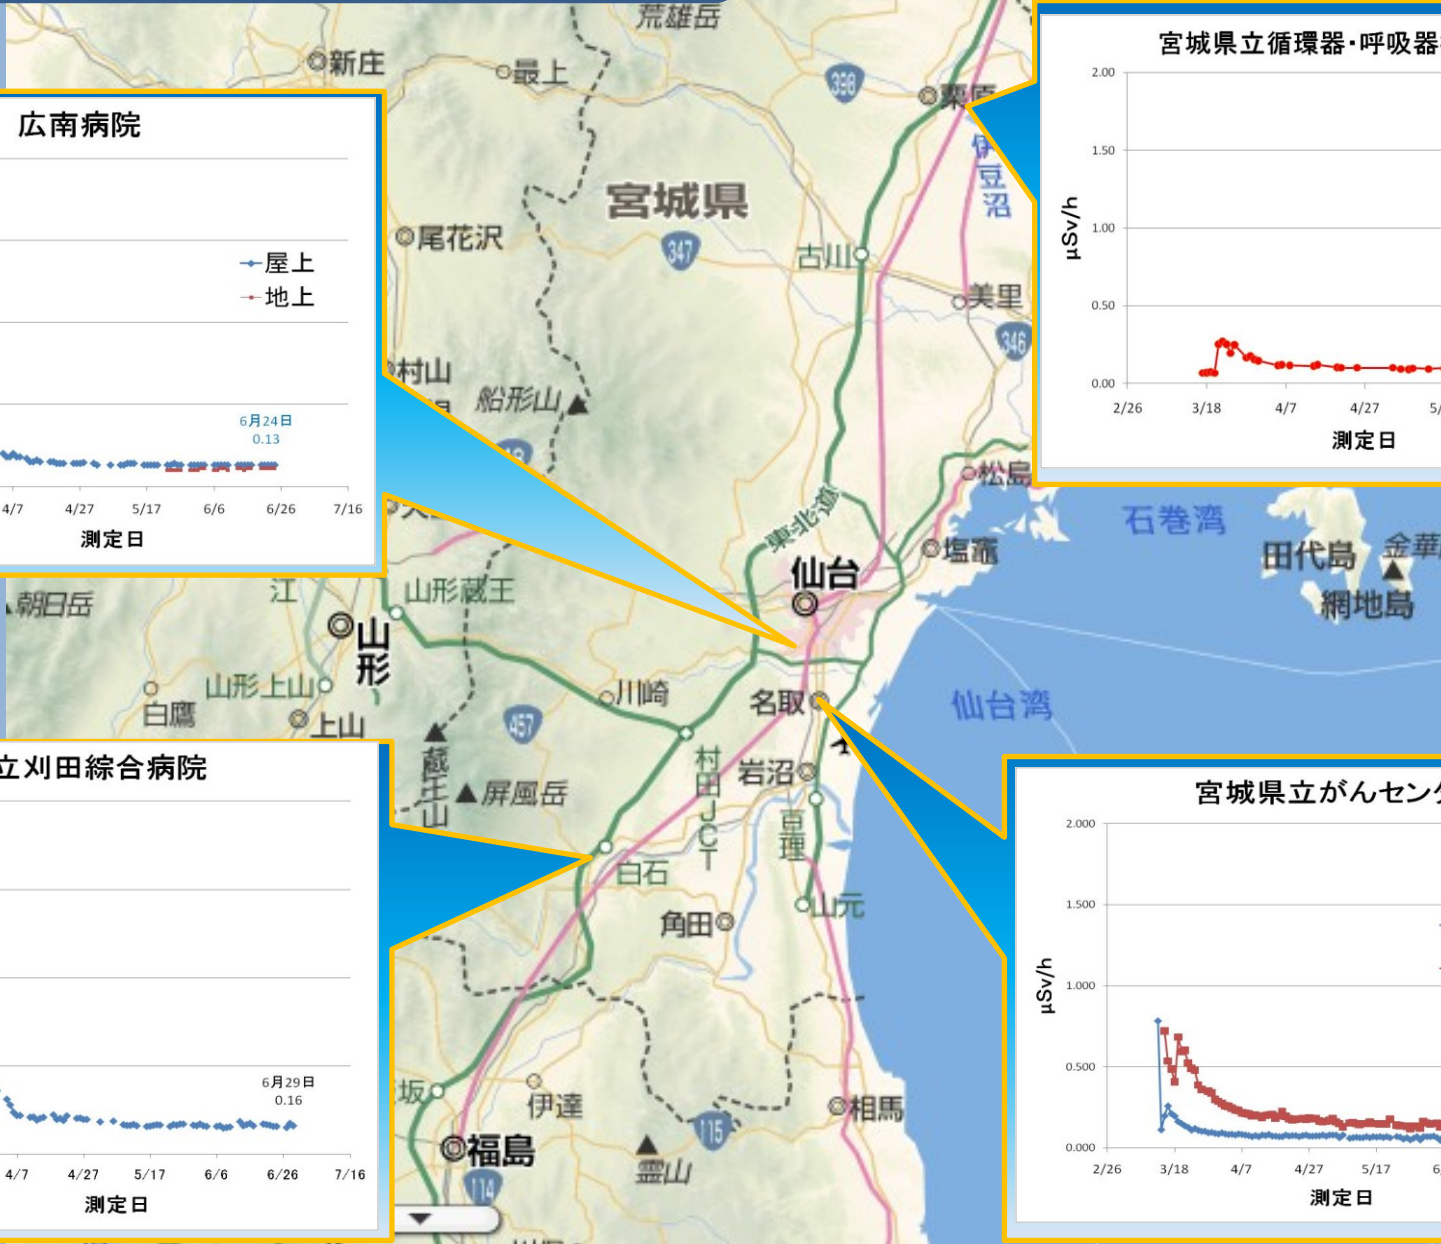 荒雄岳
新庄
最上
398
栗原
伊豆沼
宮城県
347
尾花沢
古川
美里
346
村山
船形山
松島
東北道
仙台
塩竈
石巻湾
田代島
網地島
朝日岳
江
山形蔵王
山形
山形上山
白鷹
上山
川崎
名取
仙台湾
457
蔵王山
屏風岳
村田JCT
岩沼
亘理
白石
角田
山元
坂
伊達
相馬
115
福島
霊山
114
広南病院
屋上
地上
6月24日
0.13
4/7 4/27 5/17 6/6 6/26 7/16
測定日
宮城県立循環器・呼吸器
2.00
1.50
1.00
0.50
0.00
μSv/h
2/26 3/18 4/7 4/27 5/
測定日
立刈田綜合病院
6月29日
0.16
4/7 4/27 5/17 6/6 6/26 7/16
測定日
宮城県立がんセン
2.000
1.500
1.000
0.500
0.000
μSv/h
2/26 3/18 4/7 4/27 5/17 6
測定日